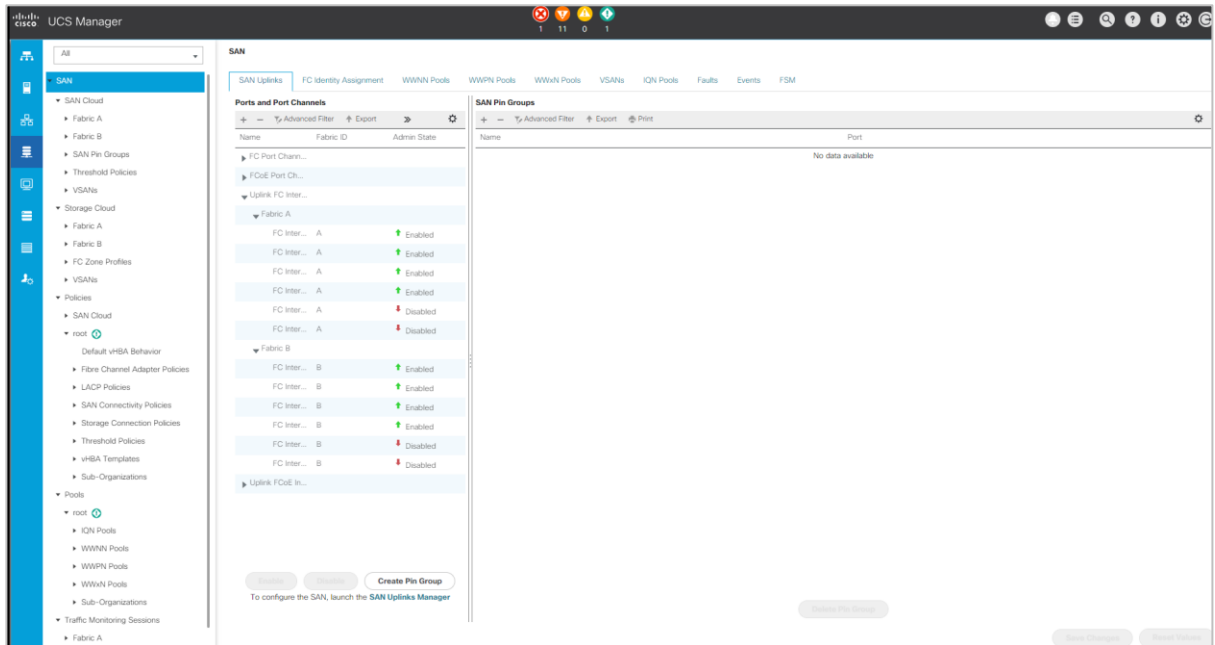 cisco UCS Manager
1 11 0 1
All
SAN
SAN Cloud
Fabric A
Fabric B
SAN Pin Groups
Threshold Policies
VSANs
Storage Cloud
Fabric A
Fabric B
FC Zone Profiles
VSANs
Policies
SAN Cloud
root
Default vHBA Behavior
Fibre Channel Adapter Policies
LACP Policies
SAN Connectivity Policies
Storage Connection Policies
Threshold Policies
vHBA Templates
Sub-Organizations
Pools
root
IQN Pools
WWNN Pools
WWPN Pools
WWxN Pools
Sub-Organizations
Traffic Monitoring Sessions
Fabric A
SAN
SAN Uplinks FC Identity Assignment WWNN Pools WWPN Pools WWxN Pools VSANs IQN Pools Faults Events FSM
Ports and Port Channels
+ − Advanced Filter Export
Name Fabric ID Admin State
FC Port Chann...
FCoE Port Ch...
Uplink FC Inter...
Fabric A
FC Inter... A Enabled
FC Inter... A Enabled
FC Inter... A Enabled
FC Inter... A Enabled
FC Inter... A Disabled
FC Inter... A Disabled
Fabric B
FC Inter... B Enabled
FC Inter... B Enabled
FC Inter... B Enabled
FC Inter... B Enabled
FC Inter... B Disabled
FC Inter... B Disabled
Uplink FCoE In...
Enable Disable Create Pin Group
To configure the SAN, launch the SAN Uplinks Manager
SAN Pin Groups
+ − Advanced Filter Export Print
Name Port
No data available
Delete Pin Group
Save Changes Reset Values